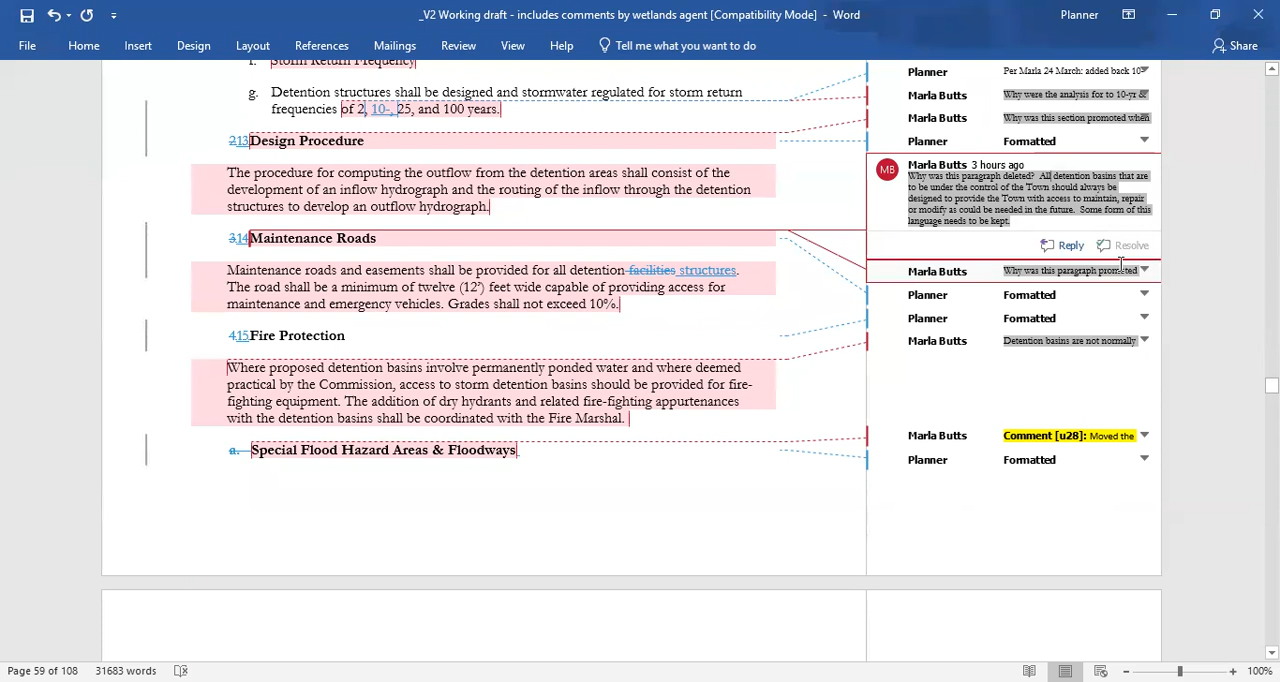 _V2 Working draft - includes comments by wetlands agent [Compatibility Mode] - Word
Planner
File Home Insert Design Layout References Mailings Review View Help Tell me what you want to do
Share
f. Storm Return Frequency
g. Detention structures shall be designed and stormwater regulated for storm return
frequencies of 2, 10-, 25, and 100 years.
213Design Procedure
The procedure for computing the outflow from the detention areas shall consist of the
development of an inflow hydrograph and the routing of the inflow through the detention
structures to develop an outflow hydrograph.
314Maintenance Roads
Maintenance roads and easements shall be provided for all detention facilities structures.
The road shall be a minimum of twelve (12') feet wide capable of providing access for
maintenance and emergency vehicles. Grades shall not exceed 10%.
415Fire Protection
Where proposed detention basins involve permanently ponded water and where deemed
practical by the Commission, access to storm detention basins should be provided for fire-
fighting equipment. The addition of dry hydrants and related fire-fighting appurtenances
with the detention basins shall be coordinated with the Fire Marshal.
a. Special Flood Hazard Areas & Floodways
Planner Per Marla 24 March: added back 10
Marla Butts Why were the analysis for to 10-yr &
Marla Butts Why was this section promoted when
Planner Formatted
MB
Marla Butts 3 hours ago
Why was this paragraph deleted? All detention basins that are
to be under the control of the Town should always be
designed to provide the Town with access to maintain, repair
or modify as could be needed in the future. Some form of this
language needs to be kept.
Reply Resolve
Marla Butts Why was this paragraph promoted
Planner Formatted
Planner Formatted
Marla Butts Detention basins are not normally
Marla Butts Comment [u28]: Moved the
Planner Formatted
Page 59 of 108 31683 words
100%